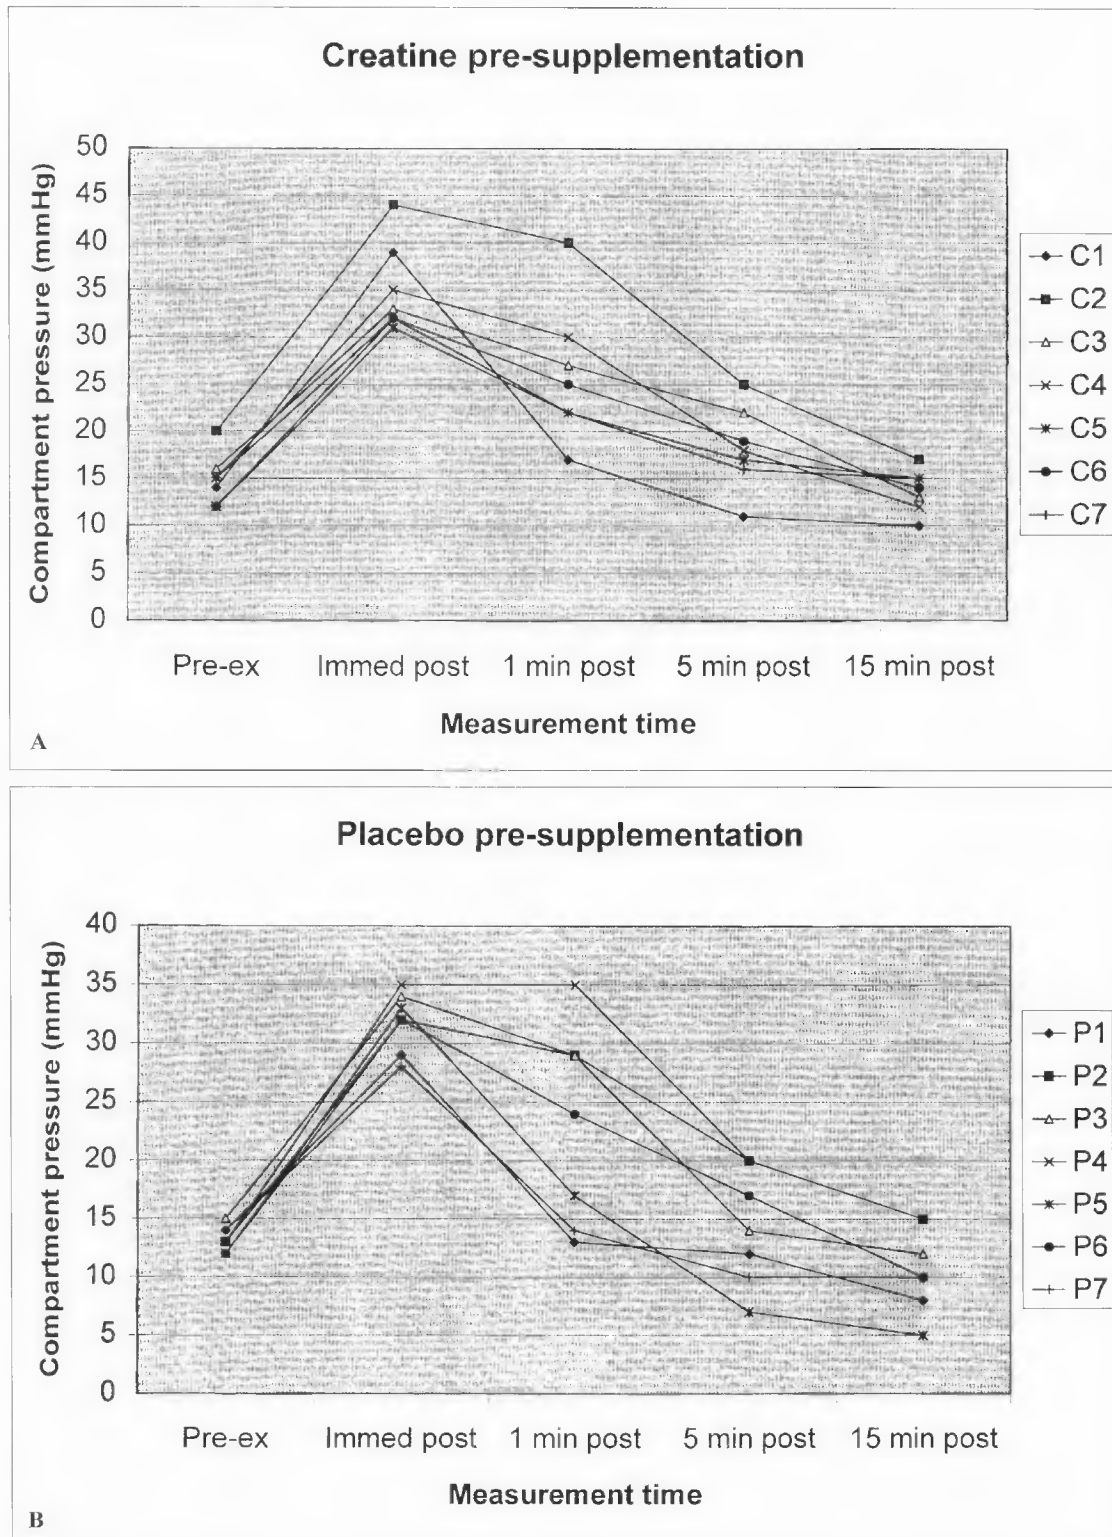 Creatine pre-supplementation
50
45
40
35
30
25
20
15
10
5
0
Compartment pressure (mmHg)
Pre-ex Immed post 1 min post 5 min post 15 min post
Measurement time
C1
C2
C3
C4
C5
C6
C7
A
Placebo pre-supplementation
40
35
30
25
20
15
10
5
0
Compartment pressure (mmHg)
Pre-ex Immed post 1 min post 5 min post 15 min post
Measurement time
P1
P2
P3
P4
P5
P6
P7
B